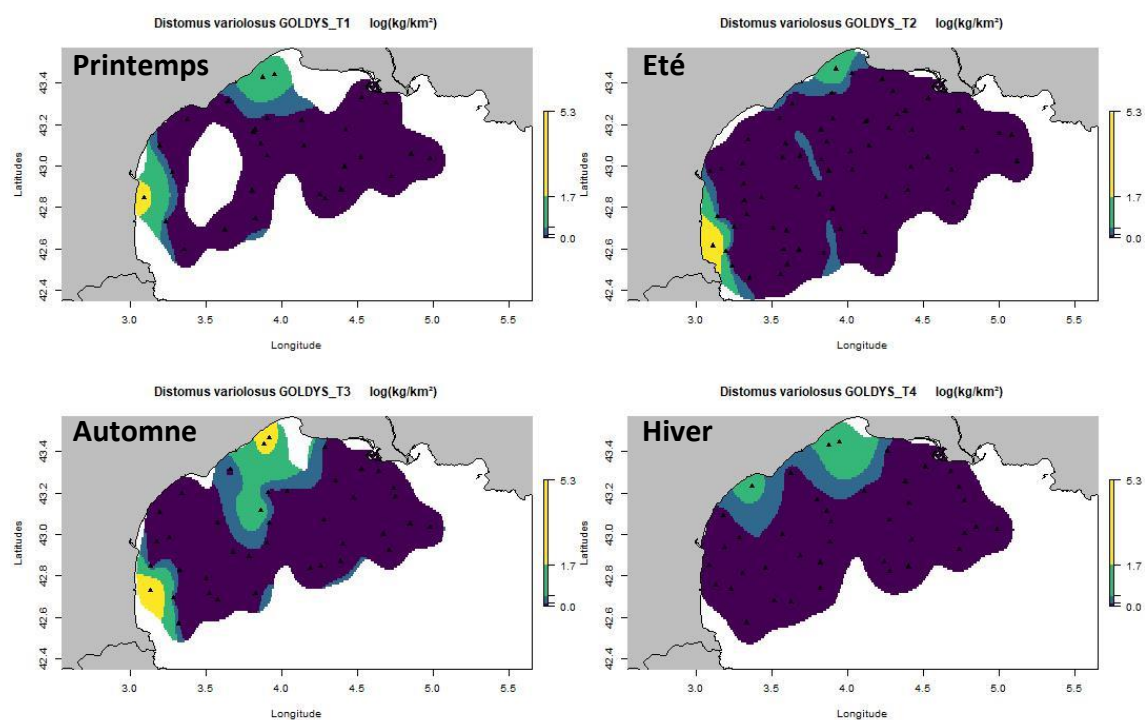 Distomus variolosus GOLDYS_T1 log(kg/km²)
Printemps
Latitudes
43.4
43.2
43.0
42.8
42.6
42.4
3.0 3.5 4.0 4.5 5.0 5.5
Longitude
5.3
1.7
0.0
Distomus variolosus GOLDYS_T2 log(kg/km²)
Eté
Latitudes
43.4
43.2
43.0
42.8
42.6
42.4
3.0 3.5 4.0 4.5 5.0 5.5
Longitude
5.3
1.7
0.0
Distomus variolosus GOLDYS_T3 log(kg/km²)
Automne
Latitudes
43.4
43.2
43.0
42.8
42.6
42.4
3.0 3.5 4.0 4.5 5.0 5.5
Longitude
5.3
1.7
0.0
Distomus variolosus GOLDYS_T4 log(kg/km²)
Hiver
Latitudes
43.4
43.2
43.0
42.8
42.6
42.4
3.0 3.5 4.0 4.5 5.0 5.5
Longitude
5.3
1.7
0.0